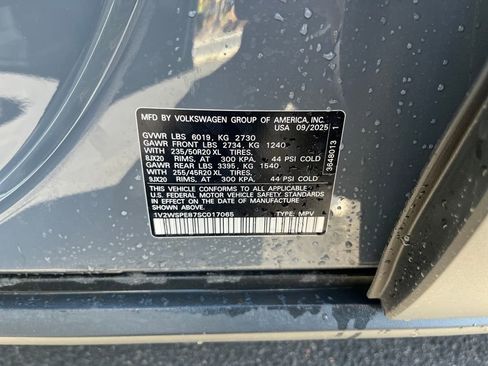 MFD BY VOLKSWAGEN GROUP OF AMERICA, INC.
USA 09/2025
GVWR LBS 6019, KG 2730
GAWR FRONT LBS 2734, KG 1240
WITH 235/50R20 XL TIRES,
8JX20 RIMS, AT 300 KPA, 44 PSI COLD
GAWR REAR LBS 3395, KG 1540
WITH 255/45R20 XL TIRES,
9JX20 RIMS, AT 300 KPA, 44 PSI COLD
THIS VEHICLE CONFORMS TO ALL APPLICABLE
U.S. FEDERAL MOTOR VEHICLE SAFETY STANDARDS
IN EFFECT ON THE DATE OF MANUFACTURE
SHOWN ABOVE.
1V2WSPE87SC017065 TYPE: MPV
3648013 1